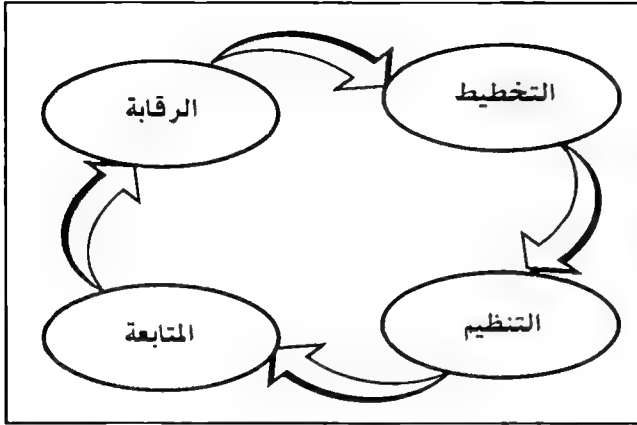 التخطيط
الرقابة
التنظيم
المتابعة